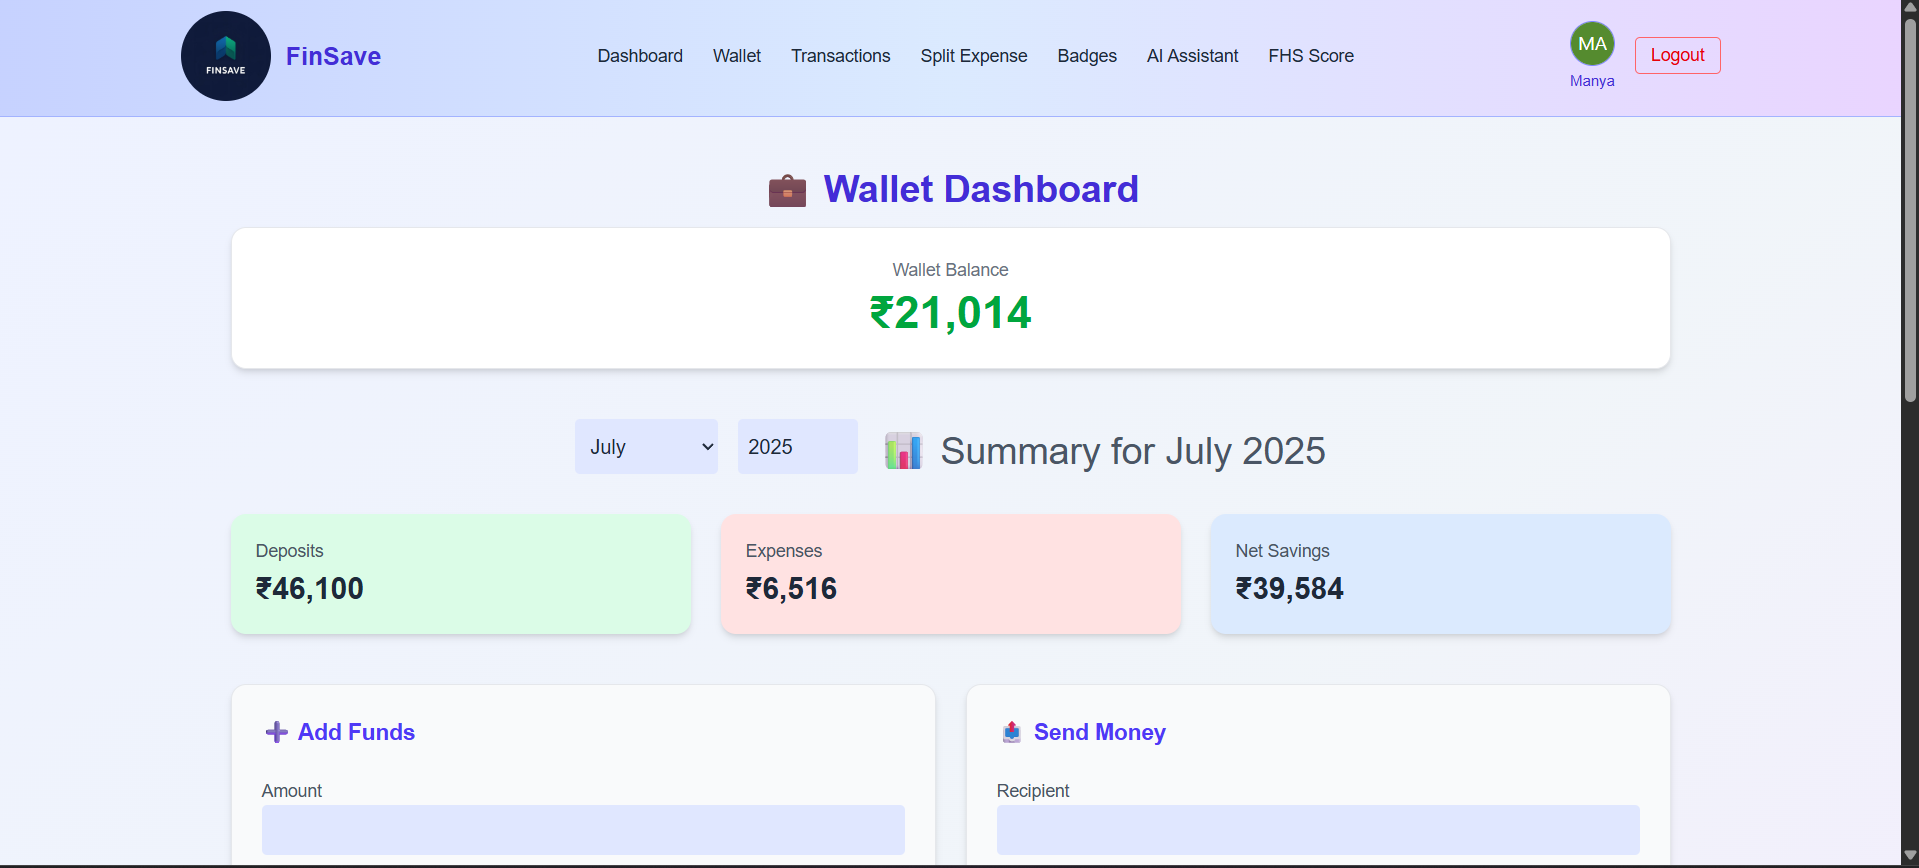 FINSAVE
FinSave
Dashboard Wallet Transactions Split Expense Badges AI Assistant FHS Score
MA
Manya
Logout
Wallet Dashboard
Wallet Balance
₹21,014
July
2025
Summary for July 2025
Deposits
₹46,100
Expenses
₹6,516
Net Savings
₹39,584
Add Funds
Amount
Send Money
Recipient